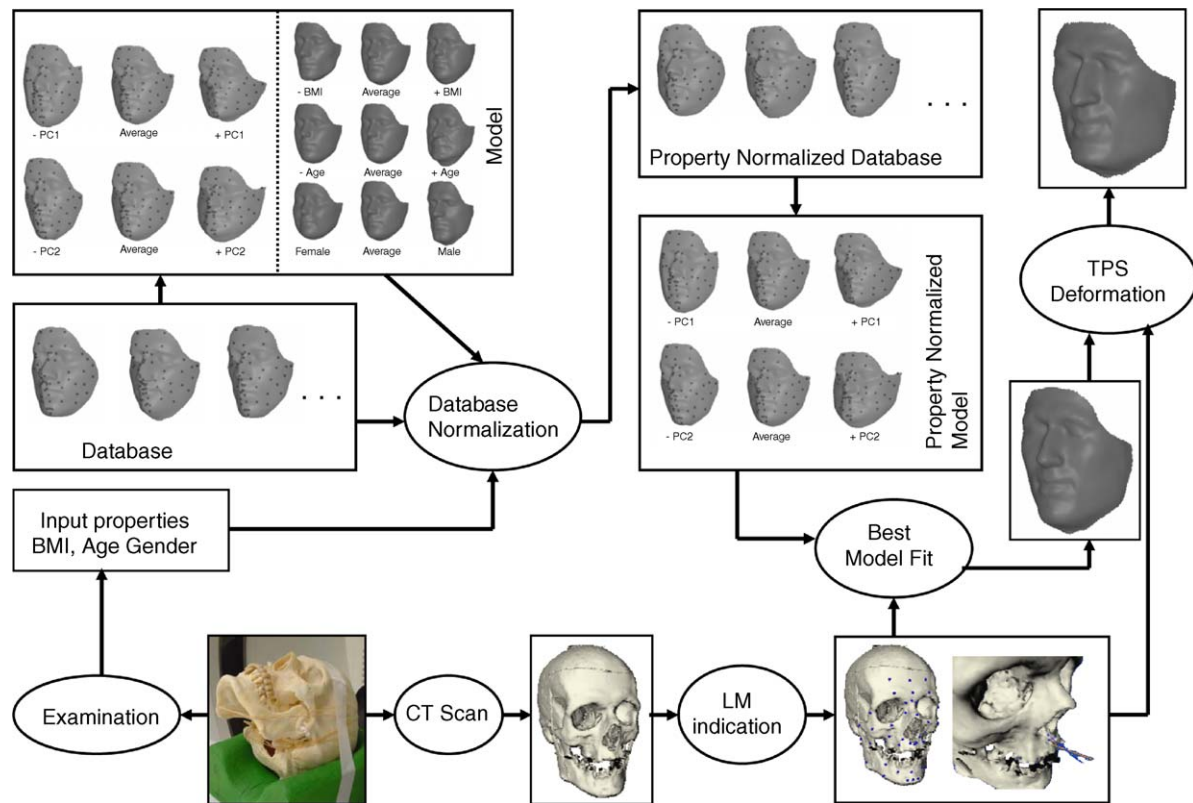 - PC1
Average
+ PC1
- PC2
Average
+ PC2
- BMI
Average
+ BMI
- Age
Average
+ Age
Female
Average
Male
Model
. . .
Database
Database
Normalization
. . .
Property Normalized Database
- PC1
Average
+ PC1
- PC2
Average
+ PC2
Property Normalized
Model
TPS
Deformation
Input properties
BMI, Age Gender
Best
Model Fit
Examination
CT Scan
LM
indication